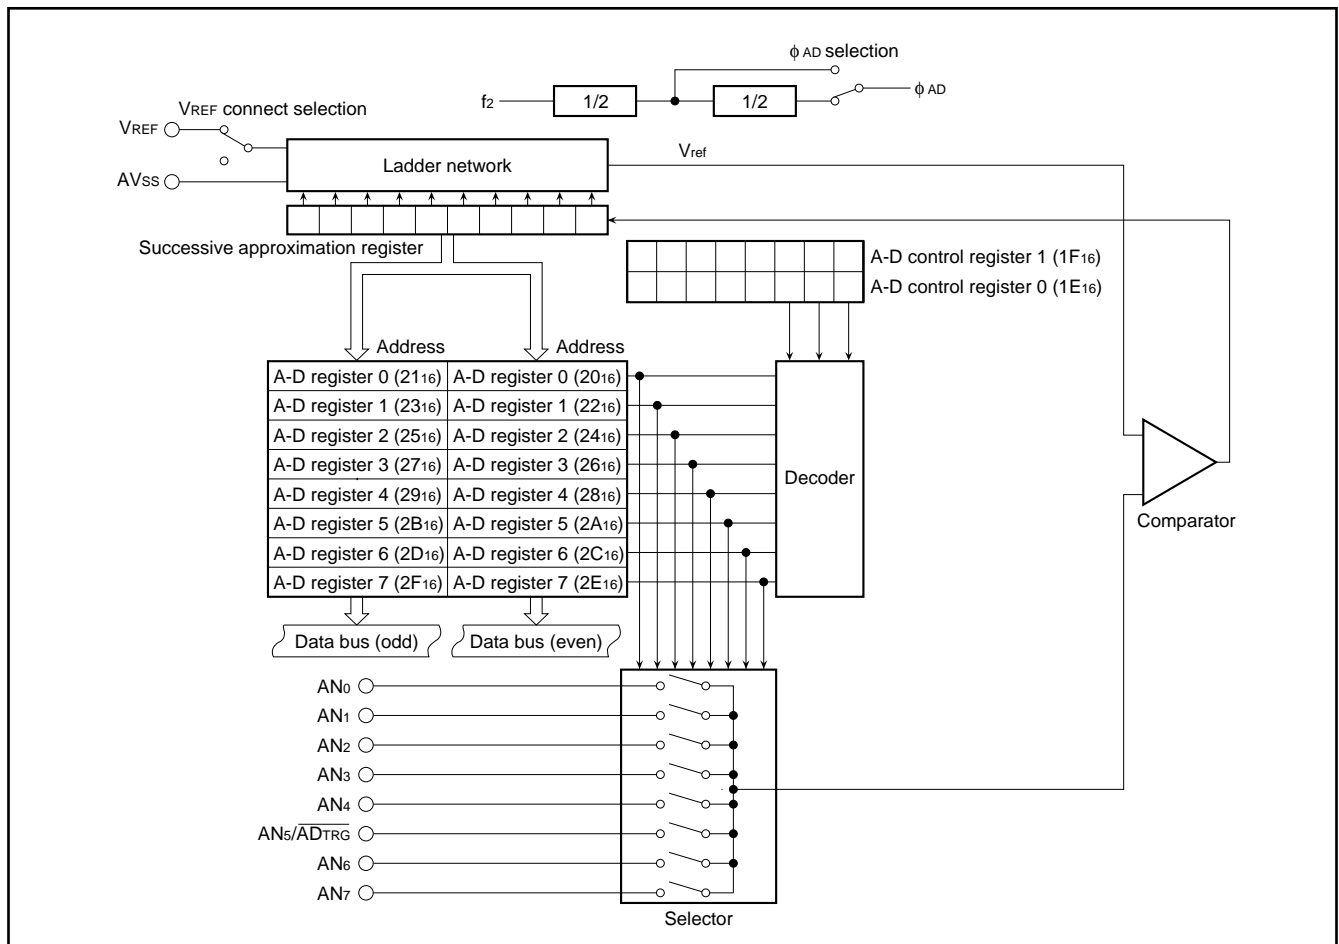 ϕ AD selection
f2
1/2
1/2
ϕ AD
VREF connect selection
VREF
AVSS
Ladder network
Vref
Successive approximation register
A-D control register 1 (1F16)
A-D control register 0 (1E16)
Address
Address
A-D register 0 (2116) A-D register 0 (2016)
A-D register 1 (2316) A-D register 1 (2216)
A-D register 2 (2516) A-D register 2 (2416)
A-D register 3 (2716) A-D register 3 (2616)
A-D register 4 (2916) A-D register 4 (2816)
A-D register 5 (2B16) A-D register 5 (2A16)
A-D register 6 (2D16) A-D register 6 (2C16)
A-D register 7 (2F16) A-D register 7 (2E16)
Decoder
Comparator
Data bus (odd)
Data bus (even)
AN0
AN1
AN2
AN3
AN4
AN5/ADTRG
AN6
AN7
Selector